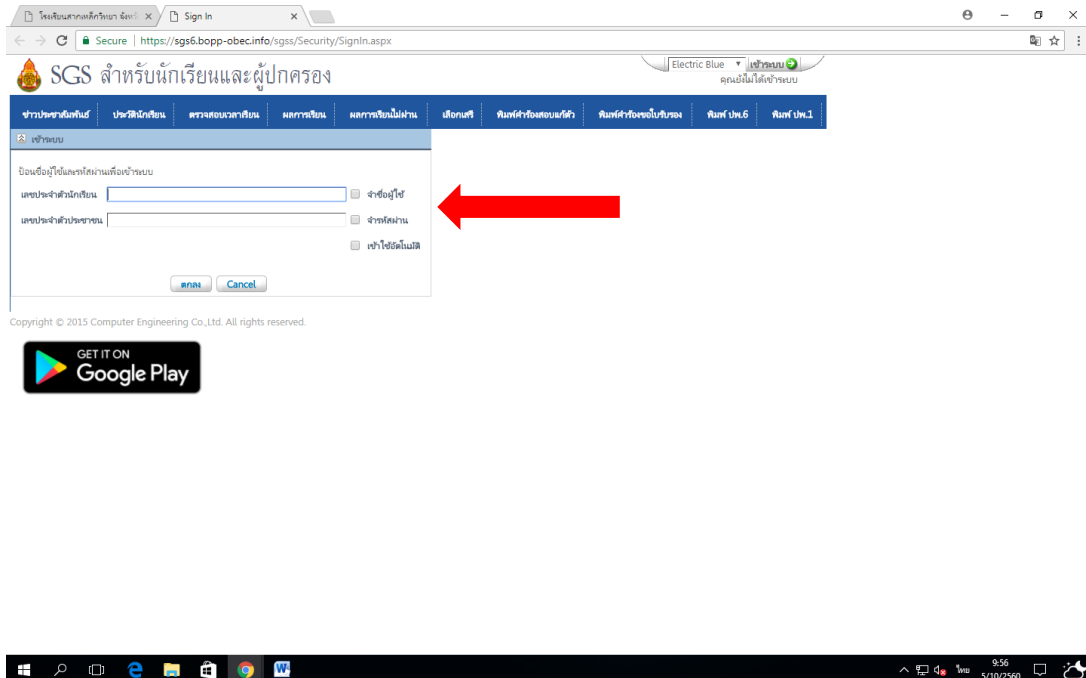 โรงเรียนสากเหล็กวิทยา จังหวั
Sign In
Secure | https://sgs6.bopp-obec.info/sgss/Security/SignIn.aspx
SGS สำหรับนักเรียนและผู้ปกครอง
Electric Blue
เข้าระบบ
คุณยังไม่ได้เข้าระบบ
ข่าวประชาสัมพันธ์ ประวัตินักเรียน ตรวจสอบเวลาเรียน ผลการเรียน ผลการเรียนไม่ผ่าน เลือกเสรี พิมพ์คำร้องสอบแก้ตัว พิมพ์คำร้องขอใบรับรอง พิมพ์ ปพ.6 พิมพ์ ปพ.1
เข้าระบบ
ป้อนชื่อผู้ใช้และรหัสผ่านเพื่อเข้าระบบ
เลขประจำตัวนักเรียน จำชื่อผู้ใช้
เลขประจำตัวประชาชน จำรหัสผ่าน
เข้าใช้อัตโนมัติ
ตกลง Cancel
Copyright © 2015 Computer Engineering Co.,Ltd. All rights reserved.
GET IT ON
Google Play
ไทย
9:56
5/10/2560